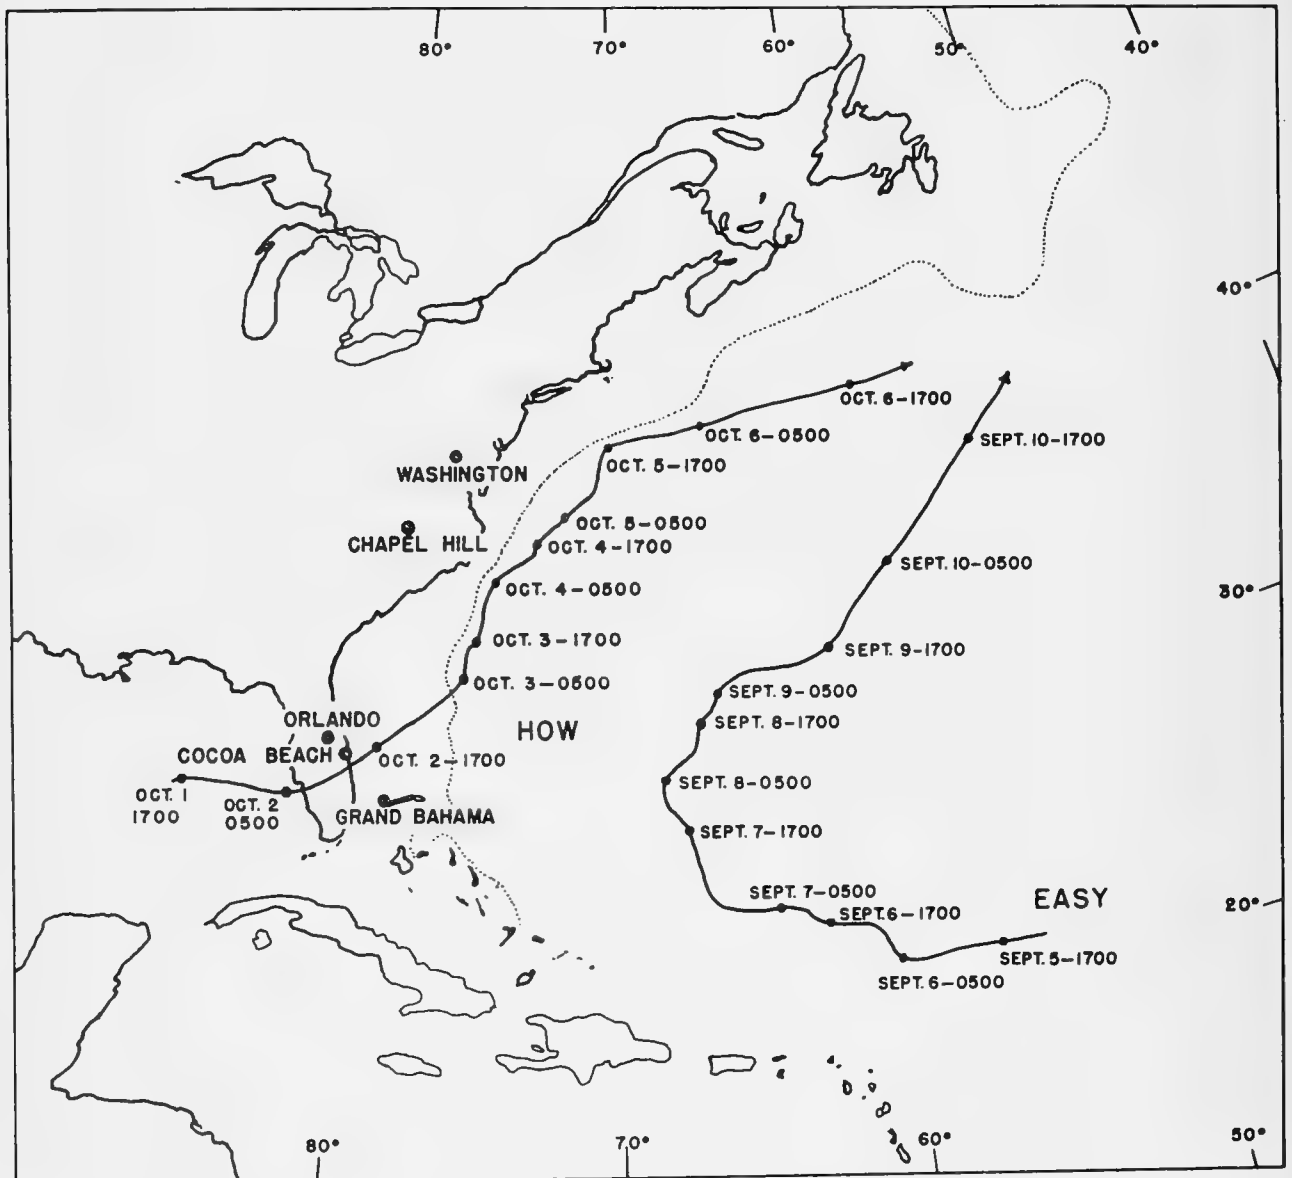 80°
70°
60°
50°
40°
40°
OCT. 6-1700
OCT. 6-0500
SEPT. 10-1700
OCT. 5-1700
WASHINGTON
OCT. 5-0500
CHAPEL HILL
OCT. 4-1700
SEPT. 10-0500
OCT. 4-0500
30°
OCT. 3-1700
SEPT. 9-1700
OCT. 3-0500
SEPT. 9-0500
ORLANDO
HOW
SEPT. 8-1700
COCOA BEACH
OCT. 2-1700
SEPT. 8-0500
OCT. 1
1700
OCT. 2
0500
GRAND BAHAMA
SEPT. 7-1700
SEPT. 7-0500
EASY
20°
SEPT. 6-1700
SEPT. 5-1700
SEPT. 6-0500
80°
70°
60°
50°